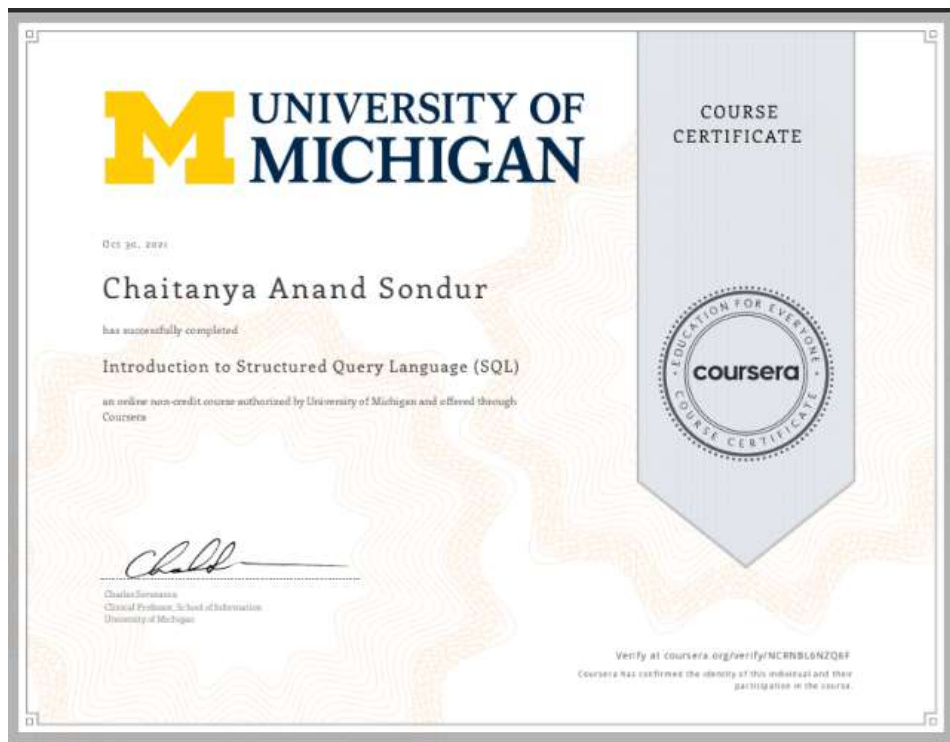 UNIVERSITY OF
MICHIGAN
COURSE
CERTIFICATE
Oct 30, 2021
Chaitanya Anand Sondur
has successfully completed
Introduction to Structured Query Language (SQL)
an online non-credit course authorized by University of Michigan and offered through
Coursera
EDUCATION FOR EVERYONE
coursera
COURSE CERTIFICATE
Charles Severance
Clinical Professor, School of Information
University of Michigan
Verify at coursera.org/verify/NCRNBL6NZQ6F
Coursera has confirmed the identity of this individual and their
participation in the course.